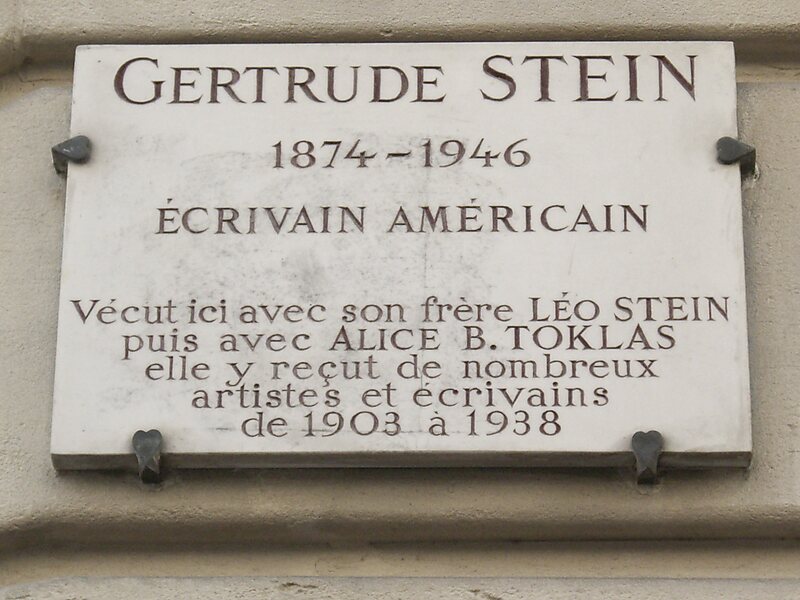 GERTRUDE STEIN
1874-1946
ÉCRIVAIN AMÉRICAIN
Vécut ici avec son frère LÉO STEIN
puis avec ALICE B. TOKLAS
elle y reçut de nombreux
artistes et écrivains
de 1903 à 1938